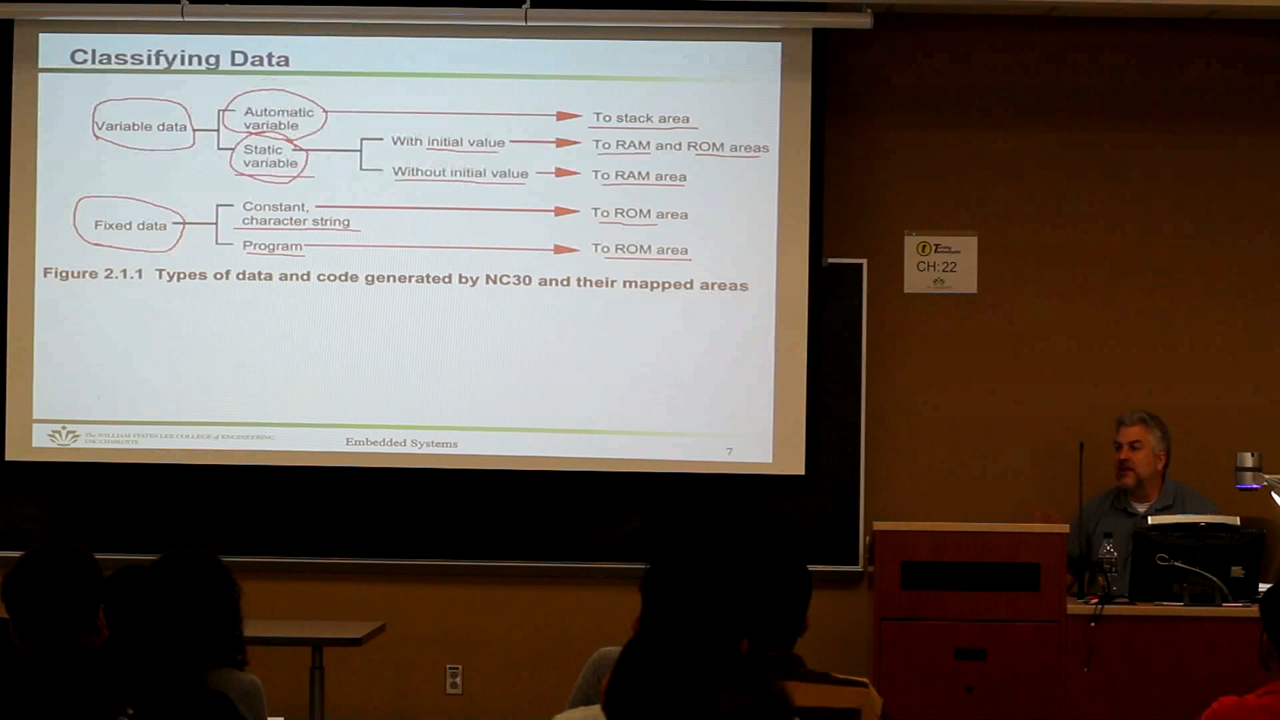 Classifying Data
Variable data
Automatic
variable
To stack area
Static
variable
With initial value
To RAM and ROM areas
Without initial value
To RAM area
Fixed data
Constant,
character string
To ROM area
Program
To ROM area
Figure 2.1.1 Types of data and code generated by NC30 and their mapped areas
The WILLIAM STATES LEE COLLEGE of ENGINEERING
UNC CHARLOTTE
Embedded Systems
7
CH:22